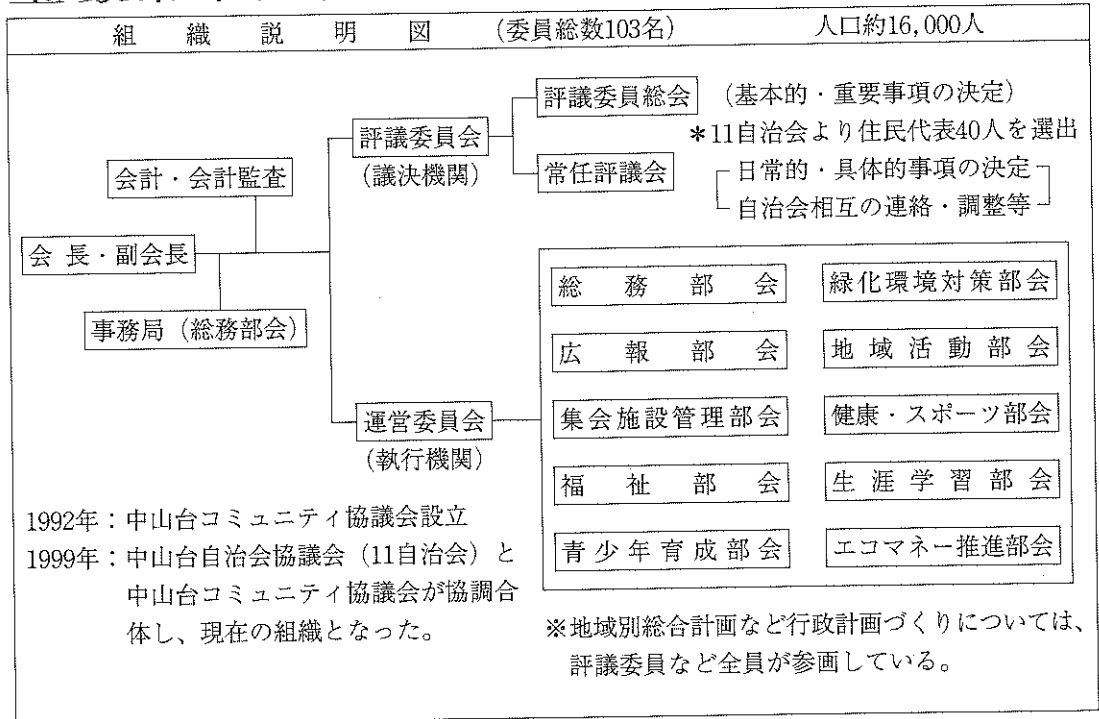 組織説明図 (委員総数103名) 人口約16,000人
評議委員総会 (基本的・重要事項の決定)
評議委員会
(議決機関)
*11自治会より住民代表40人を選出
常任評議会
日常的・具体的事項の決定
自治会相互の連絡・調整等
会計・会計監査
会長・副会長
事務局(総務部会)
総務部会 緑化環境対策部会
広報部会 地域活動部会
集会施設管理部会 健康・スポーツ部会
福祉部会 生涯学習部会
青少年育成部会 エコマネー推進部会
運営委員会
(執行機関)
1992年:中山台コミュニティ協議会設立
1999年:中山台自治会協議会(11自治会)と
中山台コミュニティ協議会が協調合
体し、現在の組織となった。
※地域別総合計画など行政計画づくりについては、
評議委員など全員が参画している。